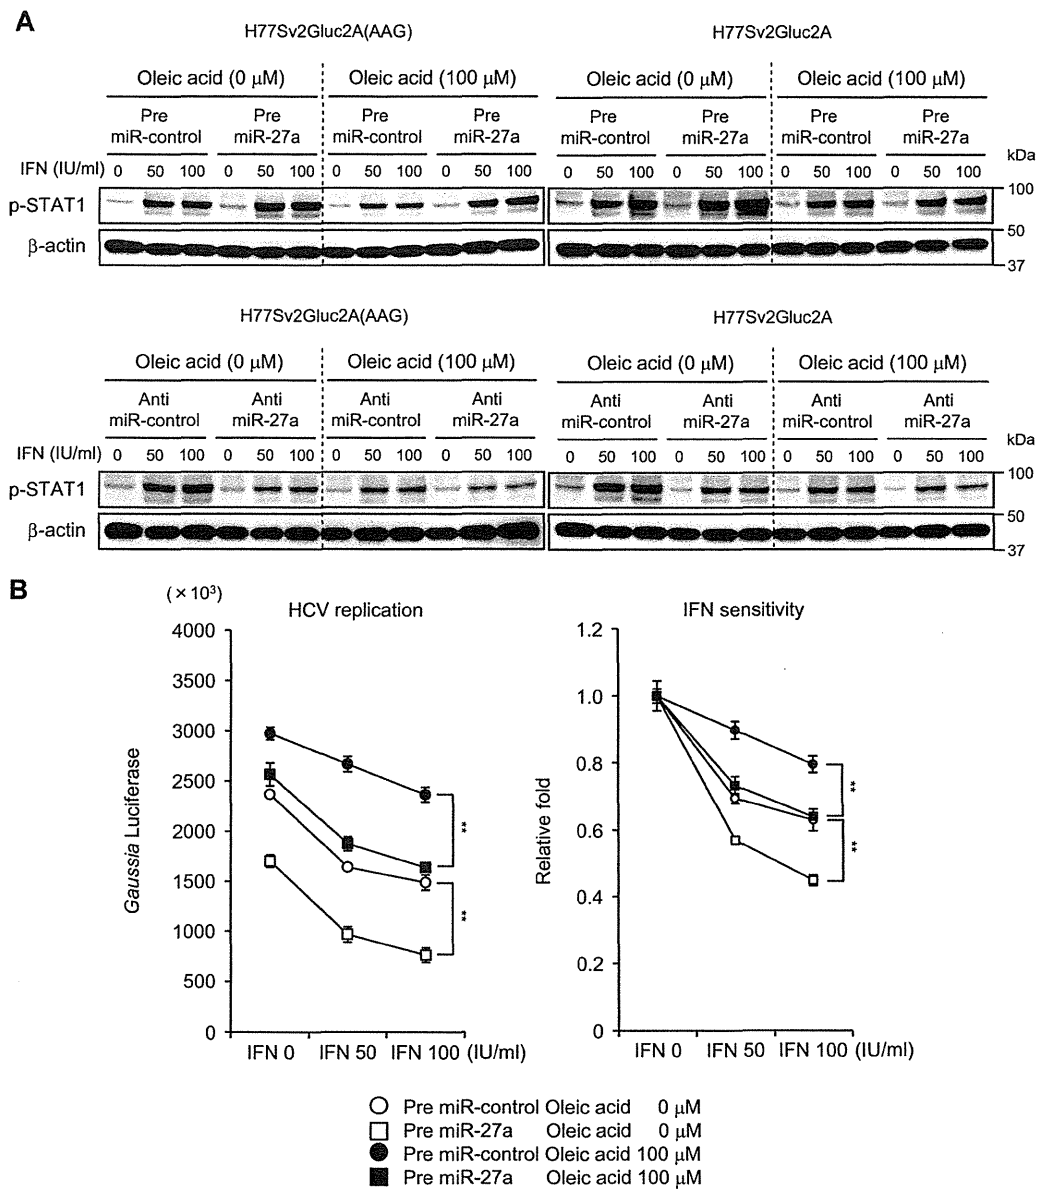 A
H77Sv2Gluc2A(AAG) H77Sv2Gluc2A
Oleic acid (0 μM) Oleic acid (100 μM) Oleic acid (0 μM) Oleic acid (100 μM)
Pre Pre Pre Pre Pre Pre Pre Pre
miR-control miR-27a miR-control miR-27a miR-control miR-27a miR-control miR-27a
kDa
IFN (IU/ml) 0 50 100 0 50 100 0 50 100 0 50 100 0 50 100 0 50 100 0 50 100 0 50 100
100
p-STAT1
50
β-actin
37
H77Sv2Gluc2A(AAG) H77Sv2Gluc2A
Oleic acid (0 μM) Oleic acid (100 μM) Oleic acid (0 μM) Oleic acid (100 μM)
Anti Anti Anti Anti Anti Anti Anti Anti
miR-control miR-27a miR-control miR-27a miR-control miR-27a miR-control miR-27a
kDa
IFN (IU/ml) 0 50 100 0 50 100 0 50 100 0 50 100 0 50 100 0 50 100 0 50 100 0 50 100
100
p-STAT1
50
β-actin
37
B
(×10³)
HCV replication
4000
3500
3000
2500
2000
1500
1000
500
0
Gaussia Luciferase
**
**
IFN 0 IFN 50 IFN 100 (IU/ml)
IFN sensitivity
1.2
1.0
0.8
0.6
0.4
0.2
0
Relative fold
**
**
IFN 0 IFN 50 IFN 100 (IU/ml)
Pre miR-control Oleic acid 0 μM
Pre miR-27a Oleic acid 0 μM
Pre miR-control Oleic acid 100 μM
Pre miR-27a Oleic acid 100 μM